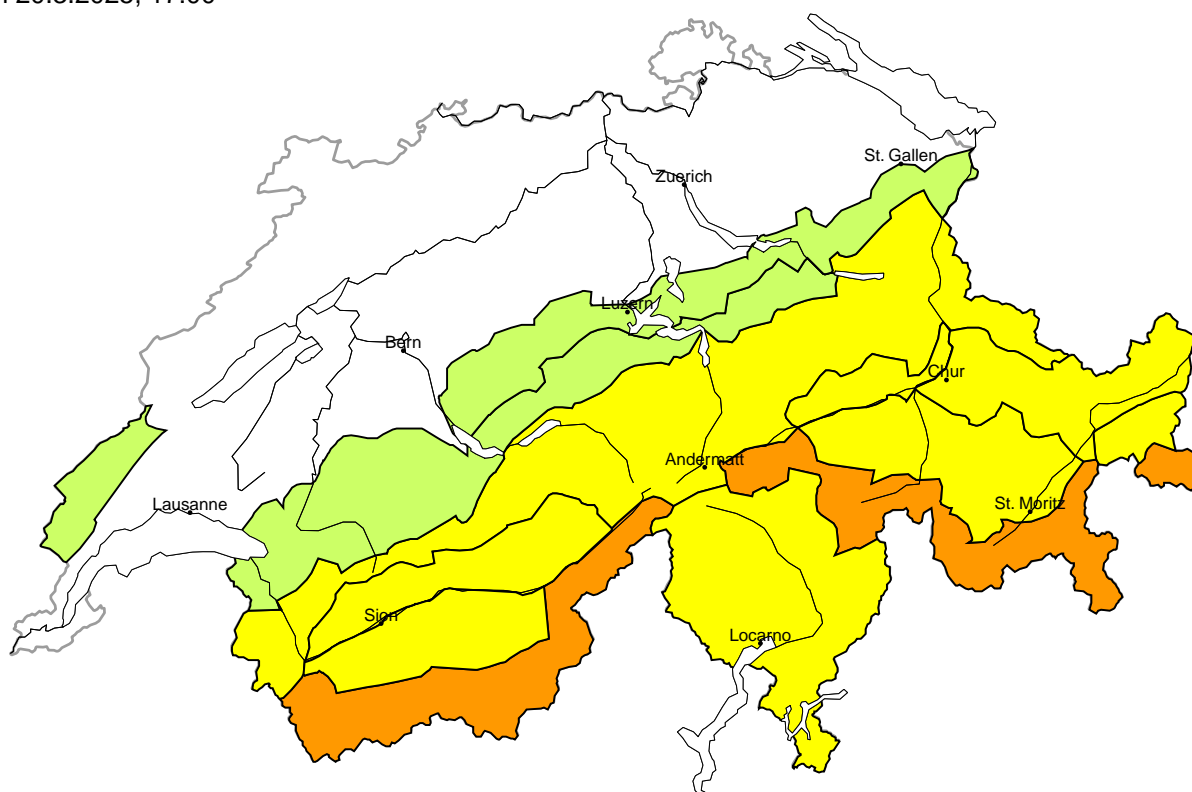 St. Gallen
Zuerich
Luzern
Bern
Chur
Andermatt
Lausanne
St. Moritz
Sion
Locarno